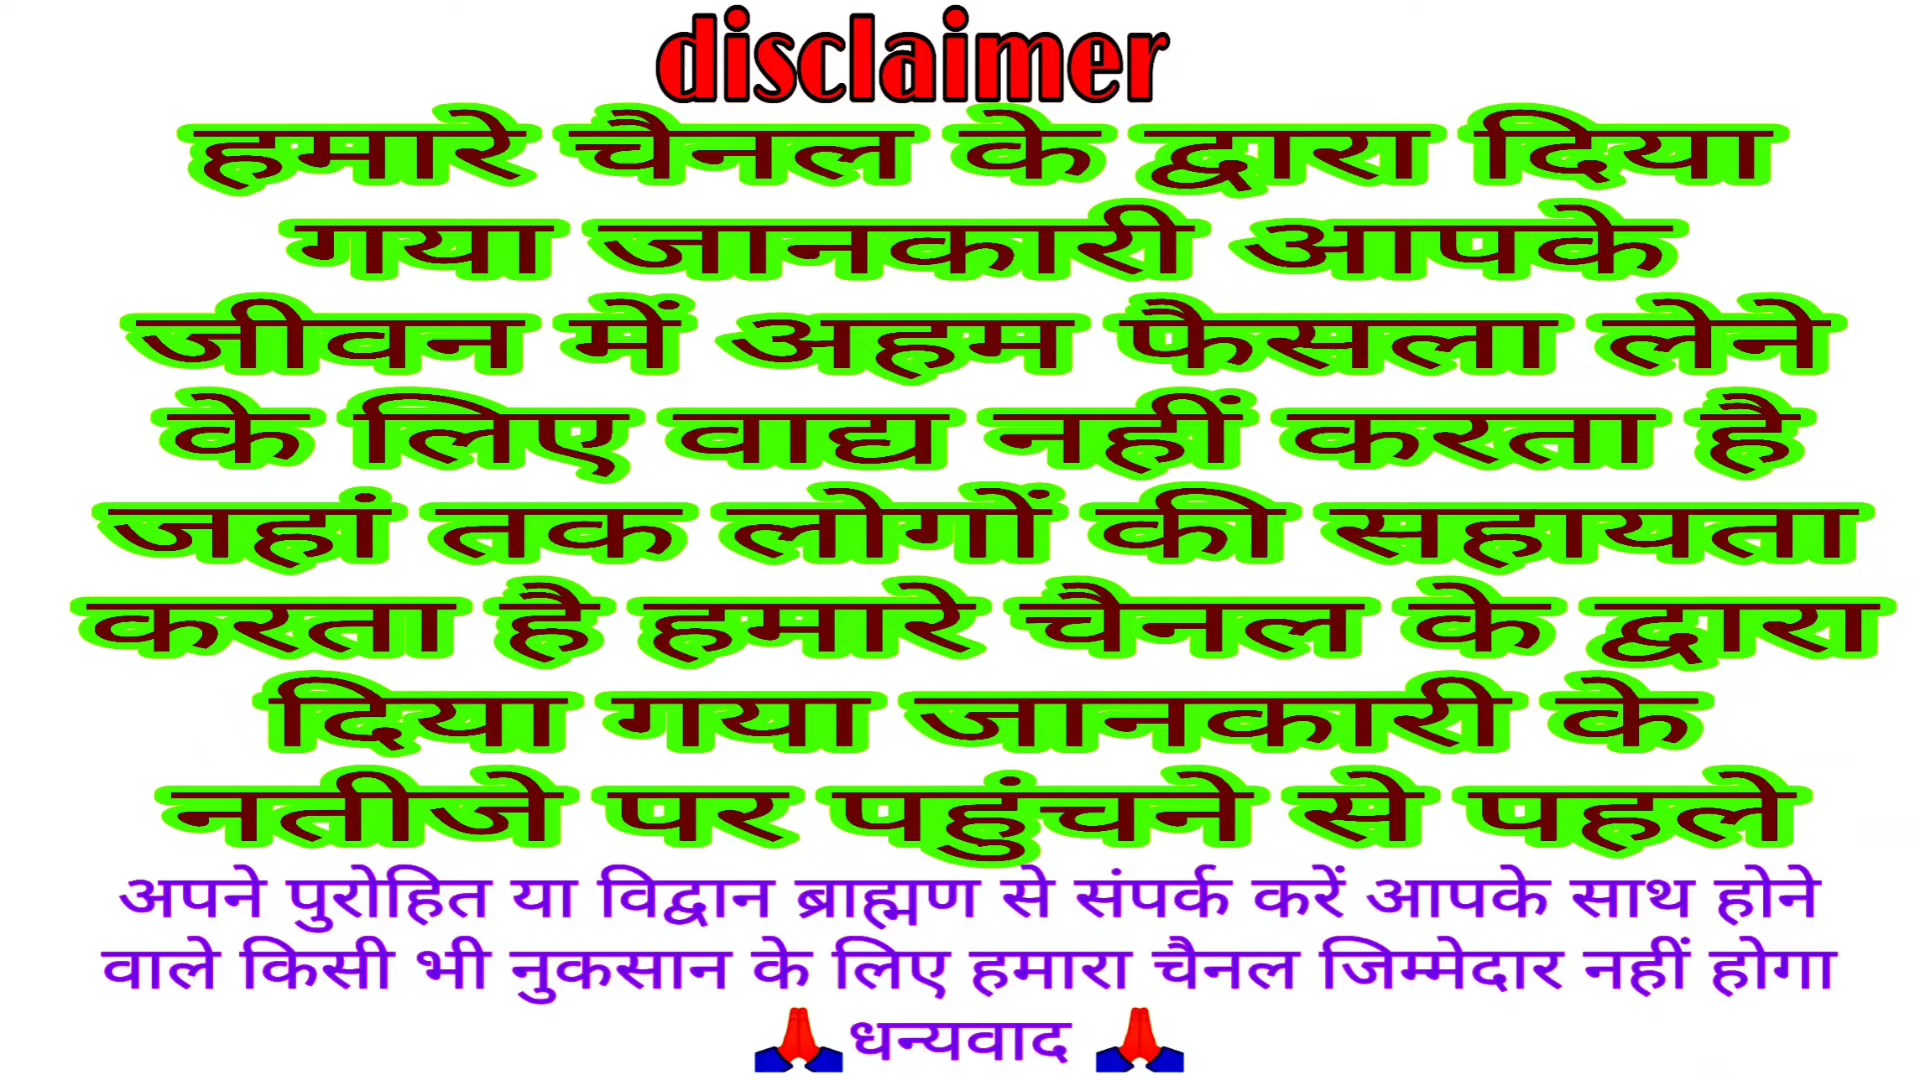 disclaimer
हमारे चैनल के द्वारा दिया
गया जानकारी आपके
जीवन में अहम फैसला लेने
के लिए वाद्य नहीं करता है
जहां तक लोगों की सहायता
करता है हमारे चैनल के द्वारा
दिया गया जानकारी के
नतीजे पर पहुंचने से पहले
अपने पुरोहित या विद्वान ब्राह्मण से संपर्क करें आपके साथ होने
वाले किसी भी नुकसान के लिए हमारा चैनल जिम्मेदार नहीं होगा
🙏धन्यवाद 🙏